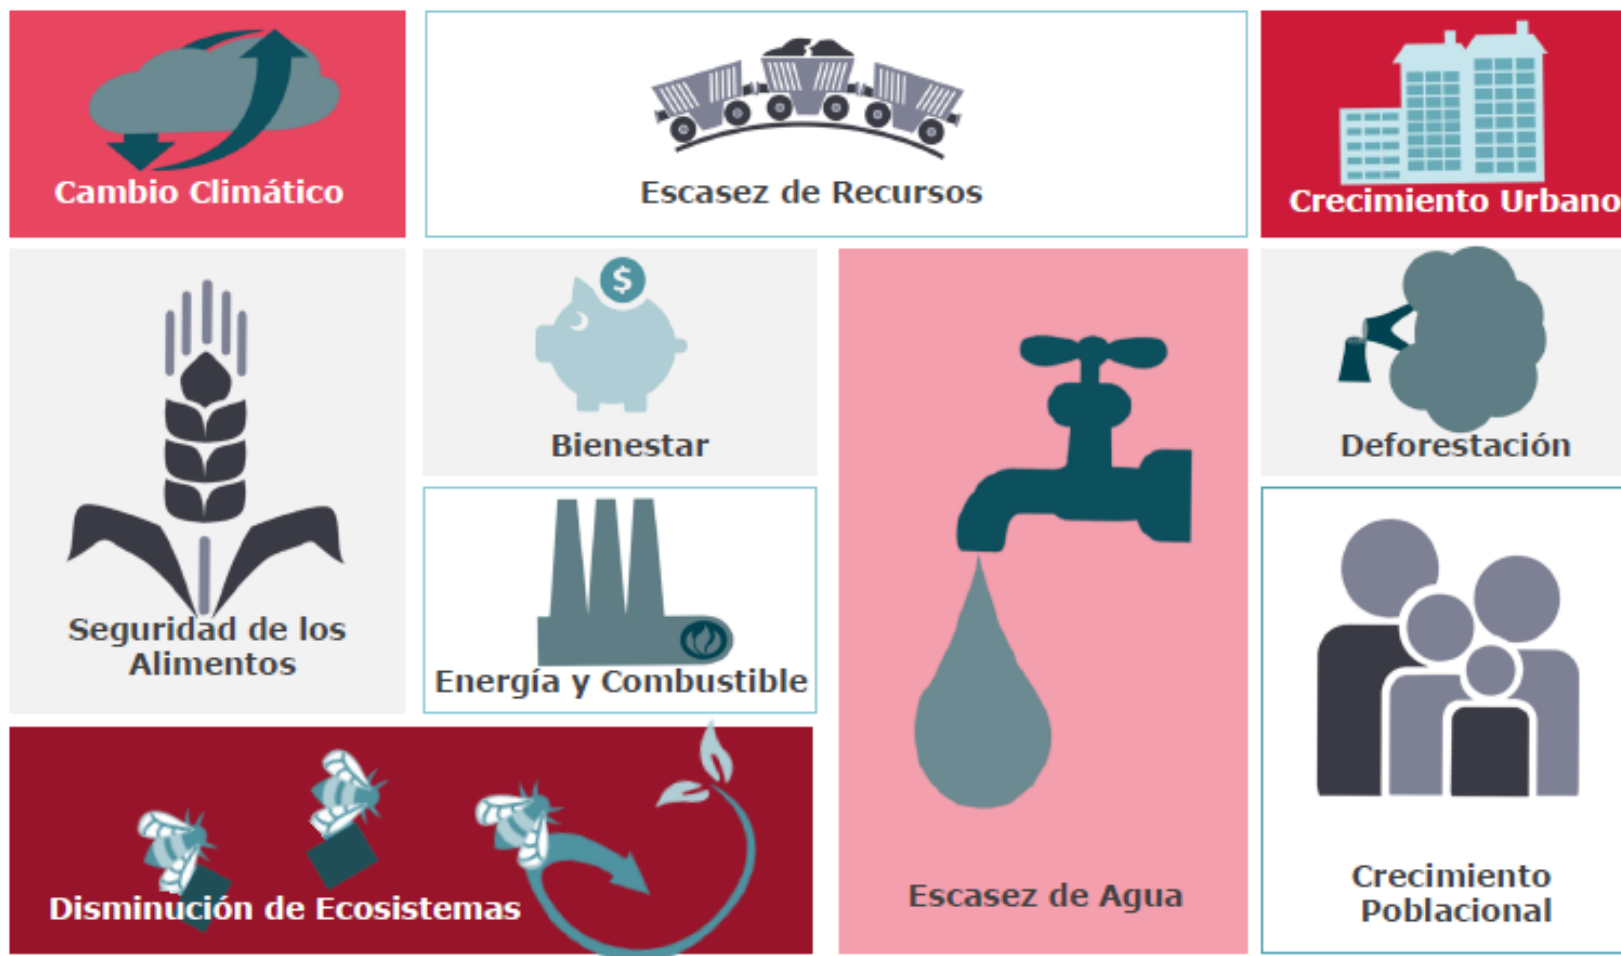 Cambio Climático
Escasez de Recursos
Crecimiento Urbano
$
Bienestar
Deforestación
Seguridad de los
Alimentos
Energía y Combustible
Disminución de Ecosistemas
Escasez de Agua
Crecimiento
Poblacional